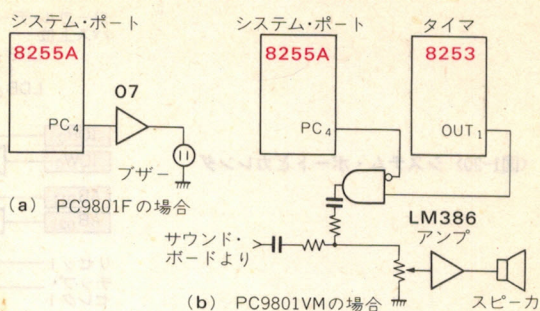 システム・ポート
8255A
PC4
07
ブザー
(a) PC9801Fの場合
システム・ポート
8255A
PC4
タイマ
8253
OUT1
LM386
アンプ
サウンド・
ボードより
スピーカ
(b) PC9801VMの場合